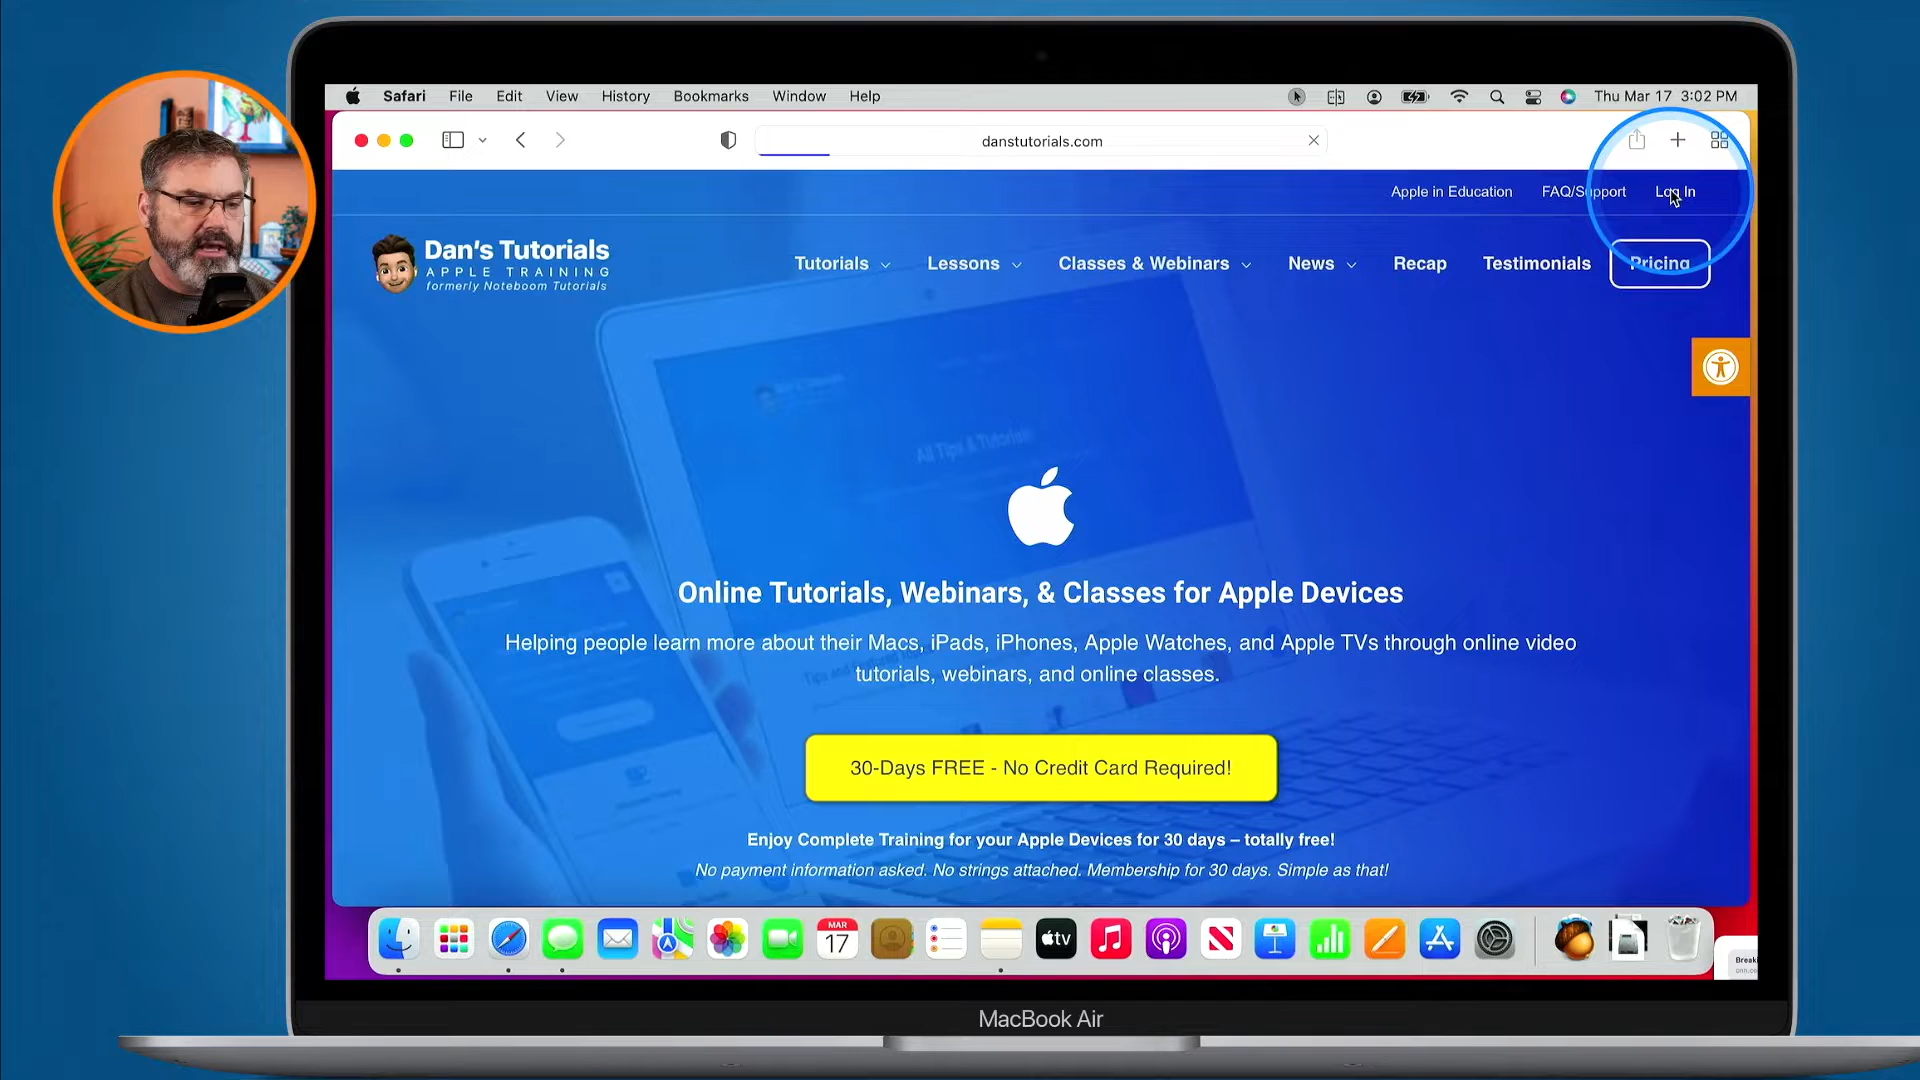 Safari File Edit View History Bookmarks Window Help Thu Mar 17 3:02 PM
danstutorials.com
Apple in Education FAQ/Support Log In
Dan's Tutorials
APPLE TRAINING
formerly Noteboom Tutorials
Tutorials Lessons Classes & Webinars News Recap Testimonials Pricing
All Tips & Tutorials
Online Tutorials, Webinars, & Classes for Apple Devices
Helping people learn more about their Macs, iPads, iPhones, Apple Watches, and Apple TVs through online video
tutorials, webinars, and online classes.
30-Days FREE - No Credit Card Required!
Enjoy Complete Training for your Apple Devices for 30 days – totally free!
No payment information asked. No strings attached. Membership for 30 days. Simple as that!
MAR
17
tv
Breaki
MacBook Air